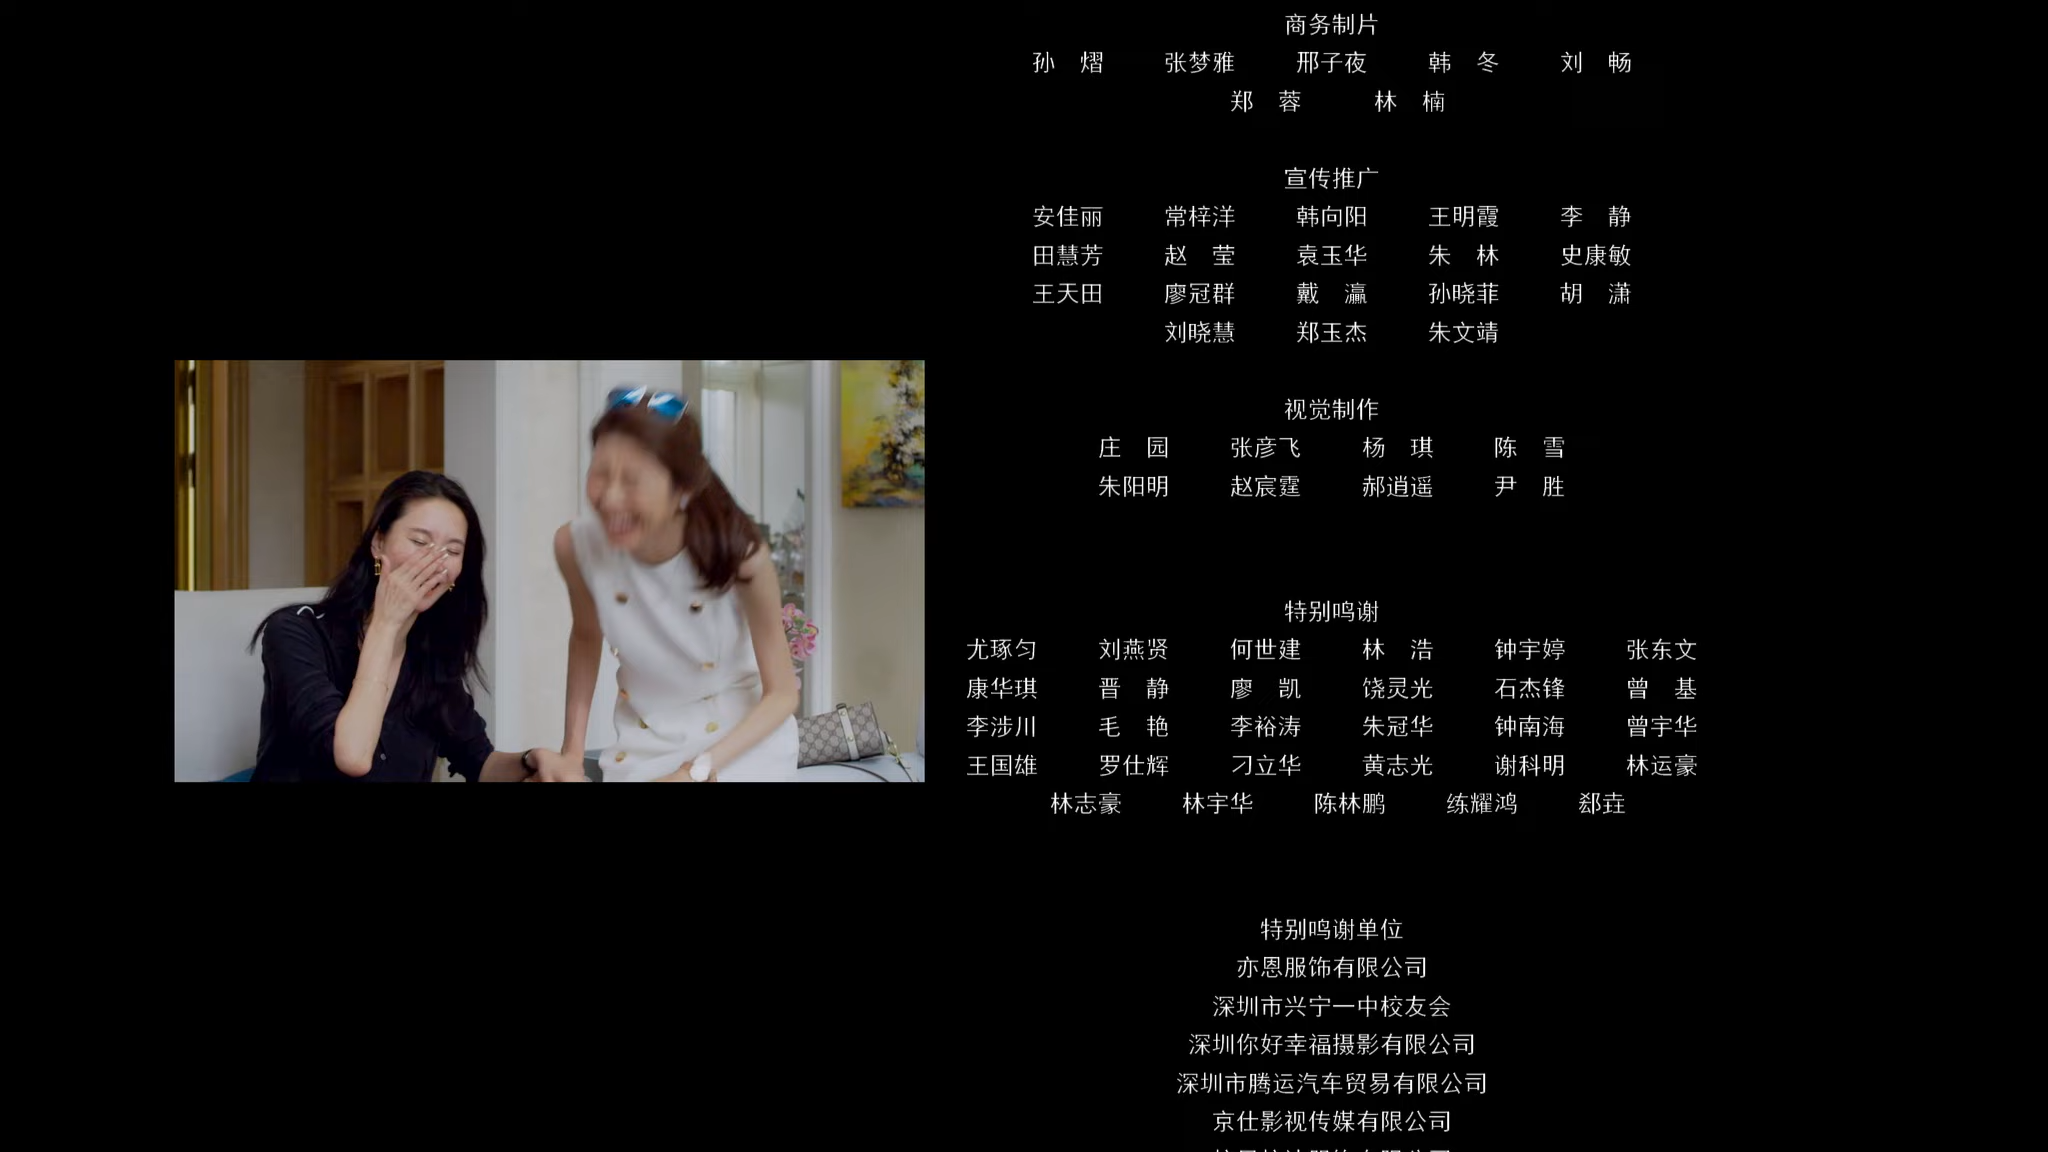 商务制片
孙　熠　张梦雅　邢子夜　韩　冬　刘　畅
郑　蓉　林　楠
宣传推广
安佳丽　常梓洋　韩向阳　王明霞　李　静
田慧芳　赵　莹　袁玉华　朱　林　史康敏
王天田　廖冠群　戴　瀛　孙晓菲　胡　潇
刘晓慧　郑玉杰　朱文靖
视觉制作
庄　园　张彦飞　杨　琪　陈　雪
朱阳明　赵宸霆　郝逍遥　尹　胜
特别鸣谢
尤琢匀　刘燕贤　何世建　林　浩　钟宇婷　张东文
康华琪　晋　静　廖　凯　饶灵光　石杰锋　曾　基
李涉川　毛　艳　李裕涛　朱冠华　钟南海　曾宇华
王国雄　罗仕辉　刁立华　黄志光　谢科明　林运豪
林志豪　林宇华　陈林鹏　练耀鸿　郄垚
特别鸣谢单位
亦恩服饰有限公司
深圳市兴宁一中校友会
深圳你好幸福摄影有限公司
深圳市腾运汽车贸易有限公司
京仕影视传媒有限公司